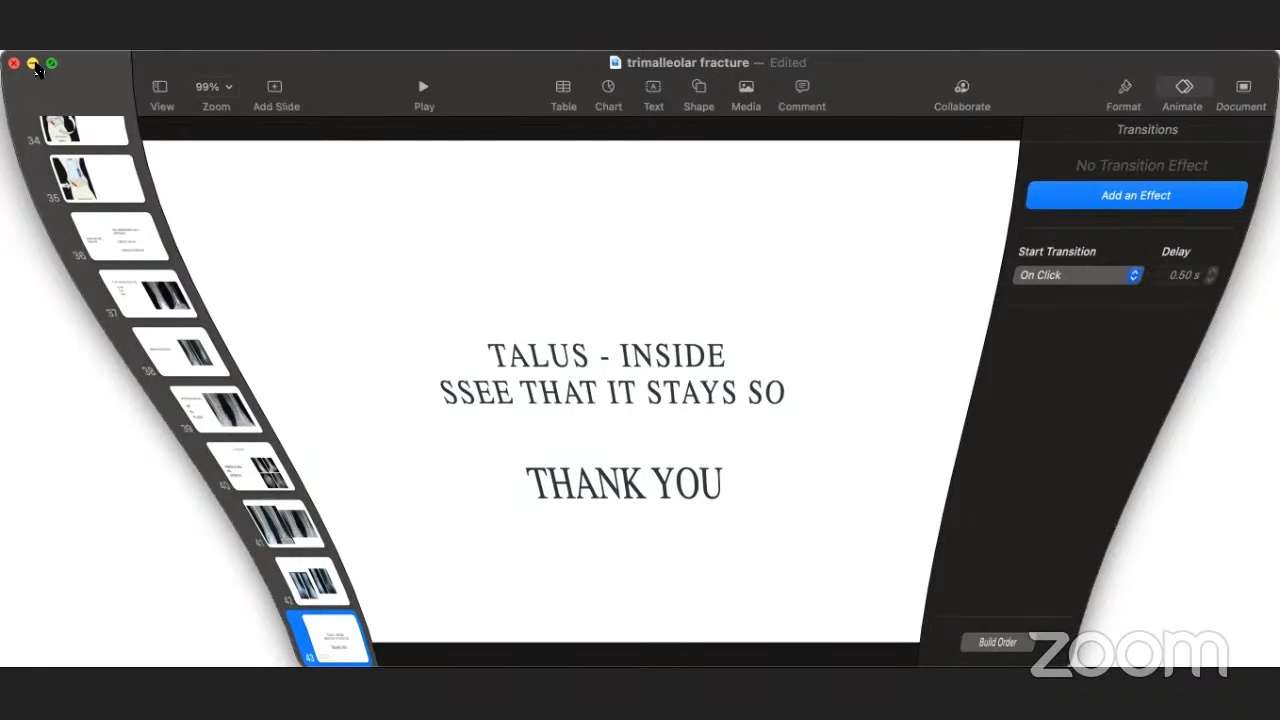 trimalleolar fracture — Edited
View
99%
Zoom
Add Slide
Play
Table
Chart
Text
Shape
Media
Comment
Collaborate
Format
Animate
Document
Transitions
No Transition Effect
Add an Effect
Start Transition
Delay
On Click
0.50 s
34
35
36
37
38
39
40
41
42
43
TALUS - INSIDE
SSEE THAT IT STAYS SO
THANK YOU
Build Order
zoom